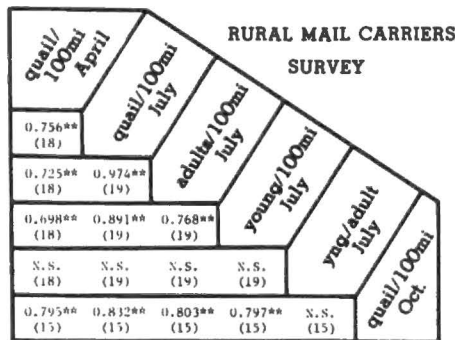 RURAL MAIL CARRIERS
SURVEY
quail/
100mi
April
quail/100mi
July
adults/100mi
July
young/100mi
July
yng/adult
July
quail/100mi
Oct.
0.756**
(18)
0.725** 0.974**
(18) (19)
0.698** 0.891** 0.768**
(18) (19) (19)
N.S. N.S. N.S. N.S.
(18) (19) (19) (19)
0.795** 0.832** 0.803** 0.797** N.S.
(15) (15) (15) (15) (15)